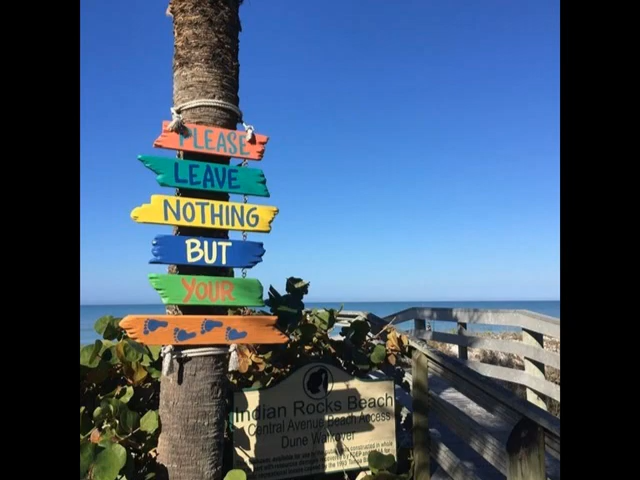 PLEASE
LEAVE
NOTHING
BUT
YOUR
Indian Rocks Beach
Central Avenue Beach Access
Dune Walkover